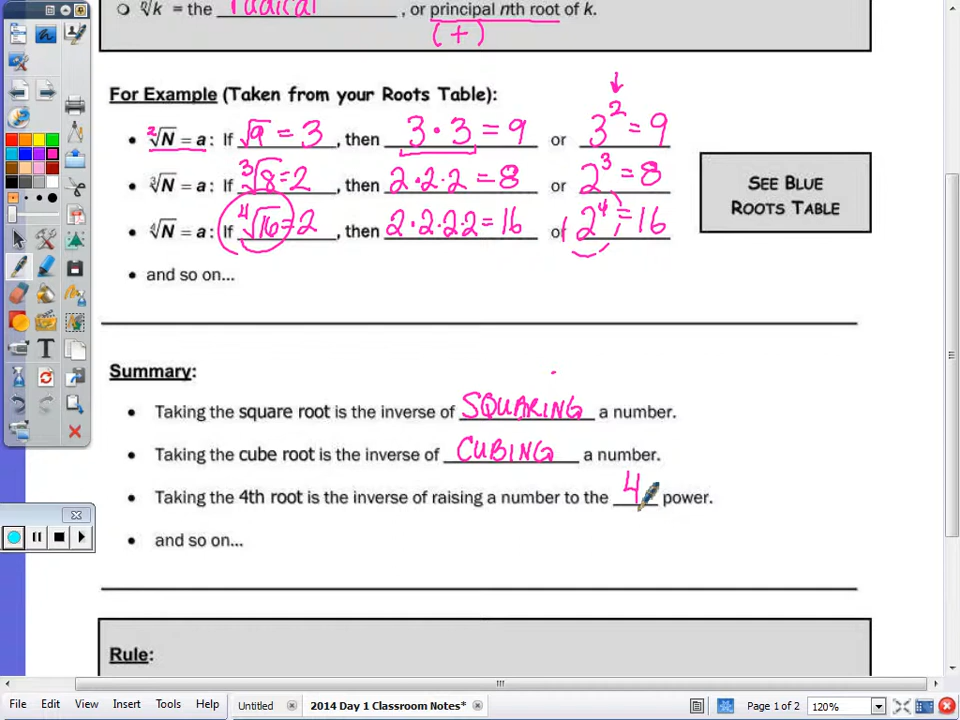 ○ ⁿ√k = the radical , or principal nth root of k.
(+)
For Example (Taken from your Roots Table):
• ²√N = a: If √9 = 3, then 3 · 3 = 9 or 3² = 9
• ³√N = a: If ³√8 = 2, then 2 · 2 · 2 = 8 or 2³ = 8
• ⁴√N = a: If ⁴√16 = 2, then 2 · 2 · 2 · 2 = 16 or 2⁴ = 16
• and so on...
SEE BLUE
ROOTS TABLE
Summary:
• Taking the square root is the inverse of SQUARING a number.
• Taking the cube root is the inverse of CUBING a number.
• Taking the 4th root is the inverse of raising a number to the 4 power.
• and so on...
Rule:
File Edit View Insert Tools Help Untitled 2014 Day 1 Classroom Notes* Page 1 of 2 120%